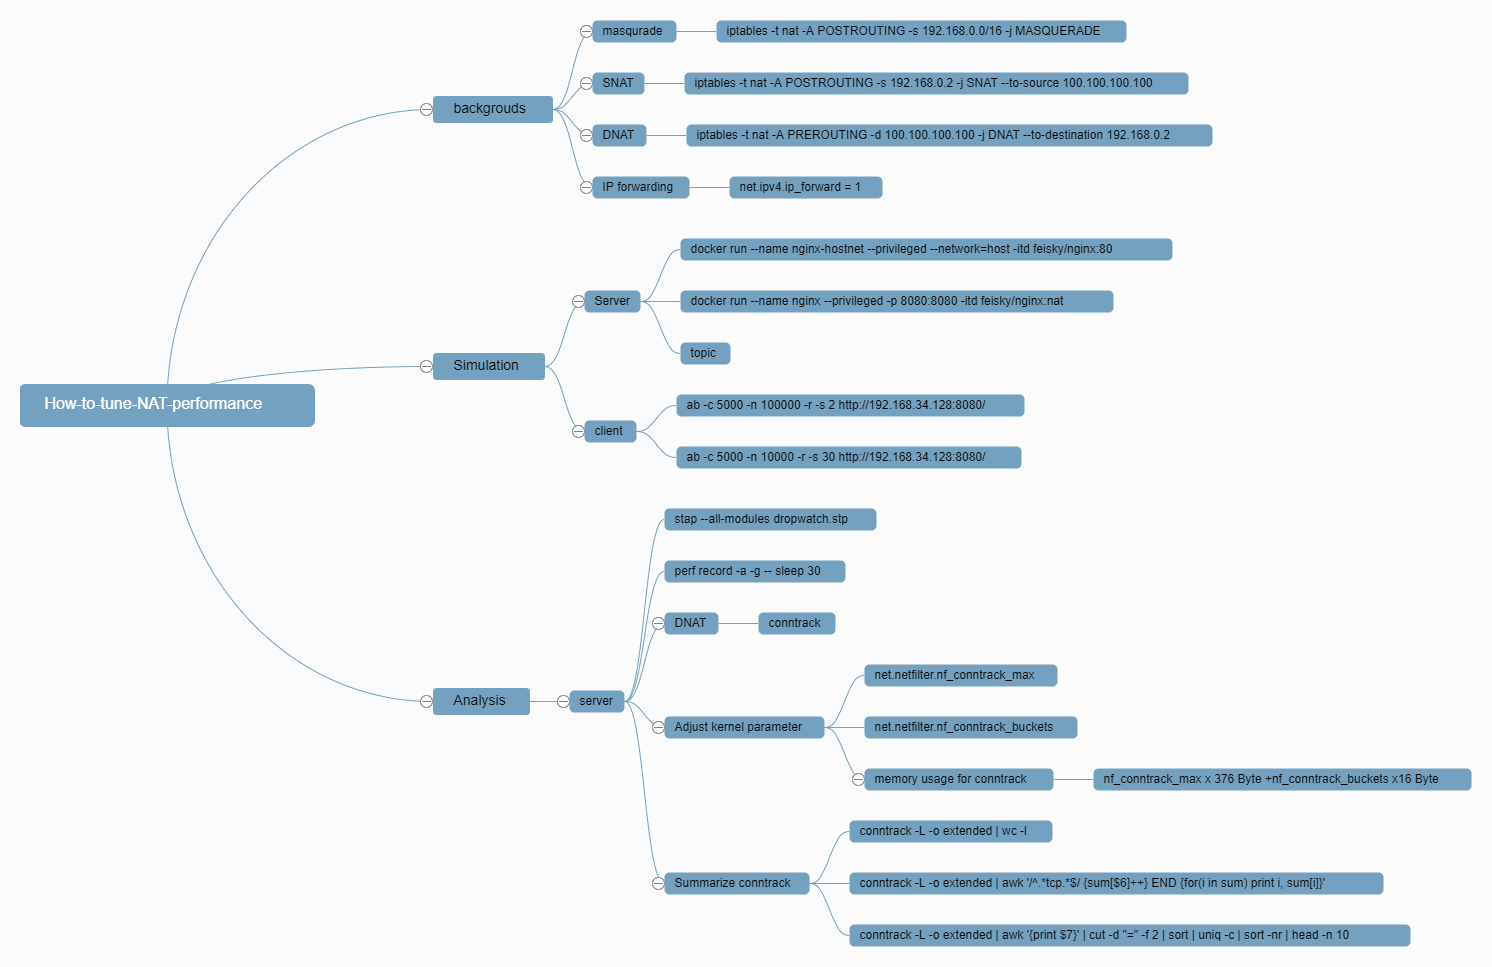 How-to-tune-NAT-performance
backgrouds
masqurade
iptables -t nat -A POSTROUTING -s 192.168.0.0/16 -j MASQUERADE
SNAT
iptables -t nat -A POSTROUTING -s 192.168.0.2 -j SNAT --to-source 100.100.100.100
DNAT
iptables -t nat -A PREROUTING -d 100.100.100.100 -j DNAT --to-destination 192.168.0.2
IP forwarding
net.ipv4.ip_forward = 1
Simulation
Server
docker run --name nginx-hostnet --privileged --network=host -itd feisky/nginx:80
docker run --name nginx --privileged -p 8080:8080 -itd feisky/nginx:nat
topic
client
ab -c 5000 -n 100000 -r -s 2 http://192.168.34.128:8080/
ab -c 5000 -n 10000 -r -s 30 http://192.168.34.128:8080/
Analysis
server
stap --all-modules dropwatch.stp
perf record -a -g -- sleep 30
DNAT
conntrack
Adjust kernel parameter
net.netfilter.nf_conntrack_max
net.netfilter.nf_conntrack_buckets
memory usage for conntrack
nf_conntrack_max x 376 Byte +nf_conntrack_buckets x16 Byte
Summarize conntrack
conntrack -L -o extended | wc -l
conntrack -L -o extended | awk '/^.*tcp.*$/ {sum[$6]++} END {for(i in sum) print i, sum[i]}'
conntrack -L -o extended | awk '{print $7}' | cut -d "=" -f 2 | sort | uniq -c | sort -nr | head -n 10